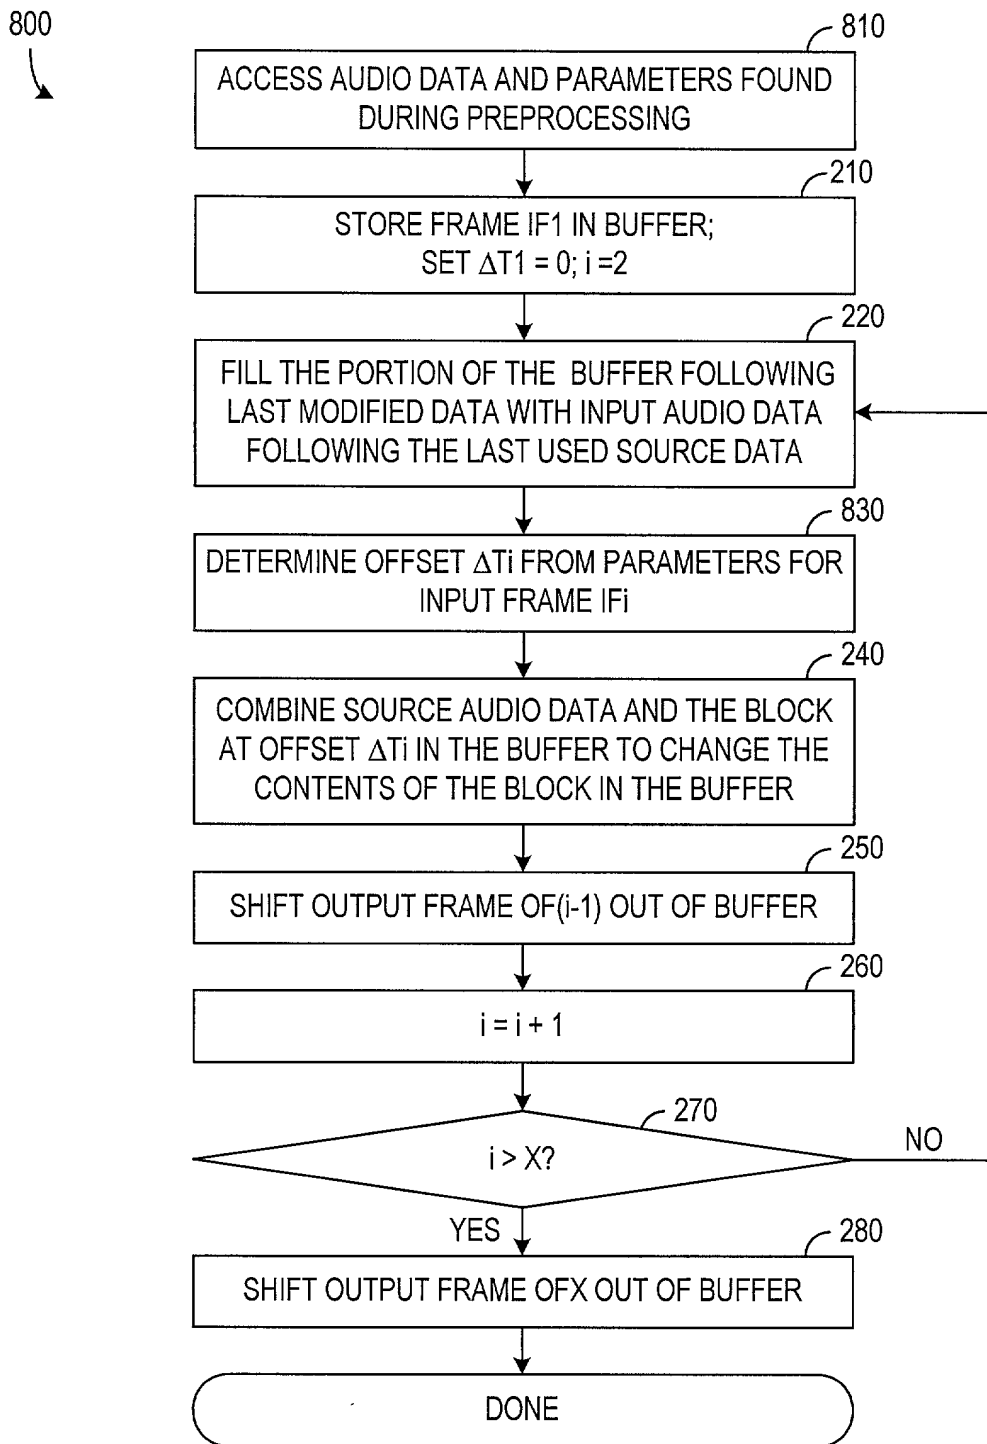 800
810
ACCESS AUDIO DATA AND PARAMETERS FOUND
DURING PREPROCESSING
210
STORE FRAME IF1 IN BUFFER;
SET ΔT1 = 0; i =2
220
FILL THE PORTION OF THE BUFFER FOLLOWING
LAST MODIFIED DATA WITH INPUT AUDIO DATA
FOLLOWING THE LAST USED SOURCE DATA
830
DETERMINE OFFSET ΔTi FROM PARAMETERS FOR
INPUT FRAME IFi
240
COMBINE SOURCE AUDIO DATA AND THE BLOCK
AT OFFSET ΔTi IN THE BUFFER TO CHANGE THE
CONTENTS OF THE BLOCK IN THE BUFFER
250
SHIFT OUTPUT FRAME OF(i-1) OUT OF BUFFER
260
i = i + 1
270
i > X?
NO
YES
280
SHIFT OUTPUT FRAME OFX OUT OF BUFFER
DONE